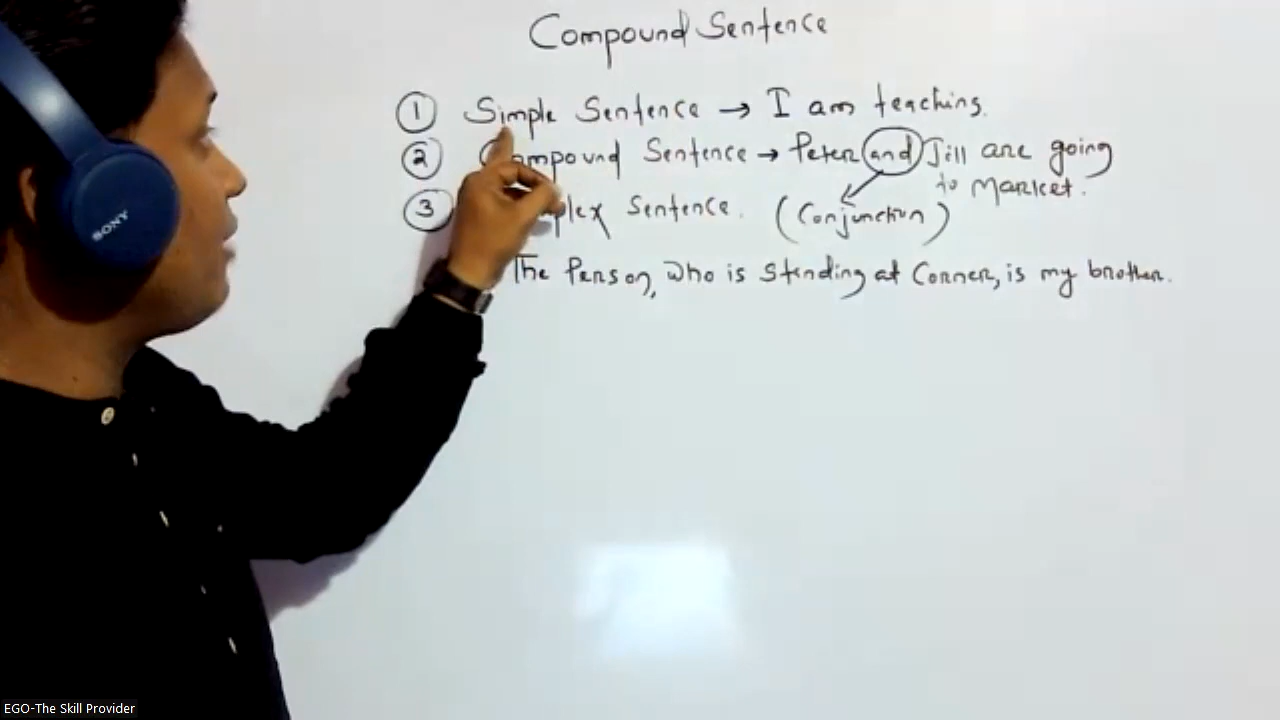 Compound Sentence
1 Simple Sentence → I am teaching.
2 Compound Sentence → Peter and Jill are going
to Market.
3 Sentence. (Conjunction)
The Person, who is standing at Corner, is my brother.
SONY
EGO-The Skill Provider